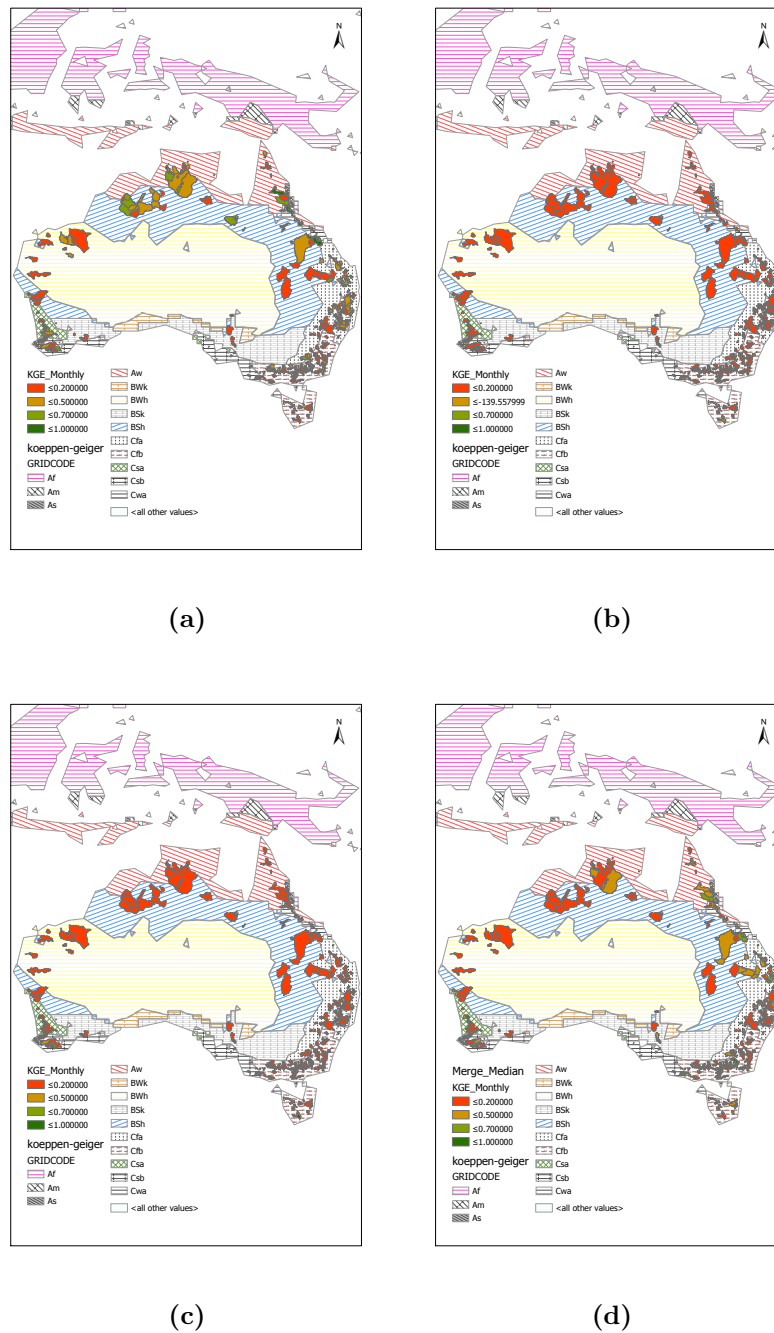 N
KGE_Monthly
≤0.200000
≤0.500000
≤0.700000
≤1.000000
koeppen-geiger
GRIDCODE
Af
Am
As
Aw
BWk
BWh
BSk
BSh
Cfa
Cfb
Csa
Csb
Cwa
<all other values>
(a)
N
KGE_Monthly
≤0.200000
≤-139.557999
≤0.700000
≤1.000000
koeppen-geiger
GRIDCODE
Af
Am
As
Aw
BWk
BWh
BSk
BSh
Cfa
Cfb
Csa
Csb
Cwa
<all other values>
(b)
N
KGE_Monthly
≤0.200000
≤0.500000
≤0.700000
≤1.000000
koeppen-geiger
GRIDCODE
Af
Am
As
Aw
BWk
BWh
BSk
BSh
Cfa
Cfb
Csa
Csb
Cwa
<all other values>
(c)
N
Merge_Median
KGE_Monthly
≤0.200000
≤0.500000
≤0.700000
≤1.000000
koeppen-geiger
GRIDCODE
Af
Am
As
Aw
BWk
BWh
BSk
BSh
Cfa
Cfb
Csa
Csb
Cwa
<all other values>
(d)